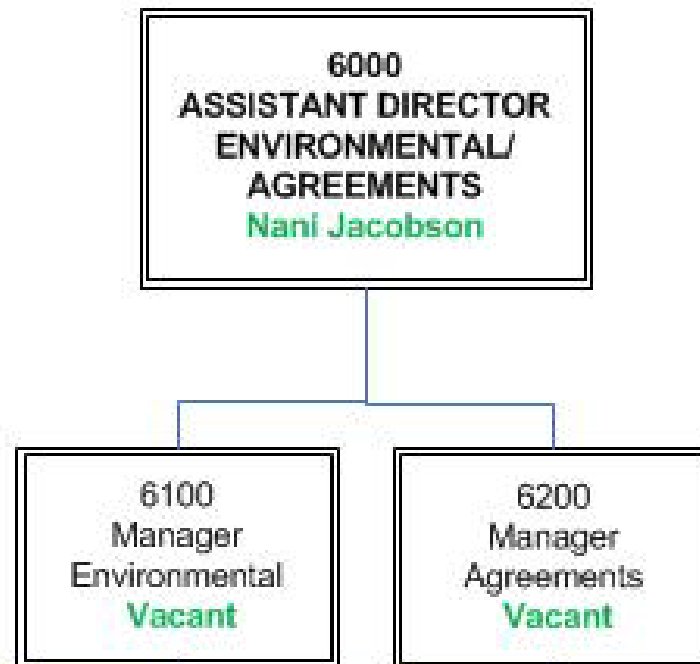 6000
ASSISTANT DIRECTOR
ENVIRONMENTAL/
AGREEMENTS
Nani Jacobson
6100
Manager
Environmental
Vacant
6200
Manager
Agreements
Vacant